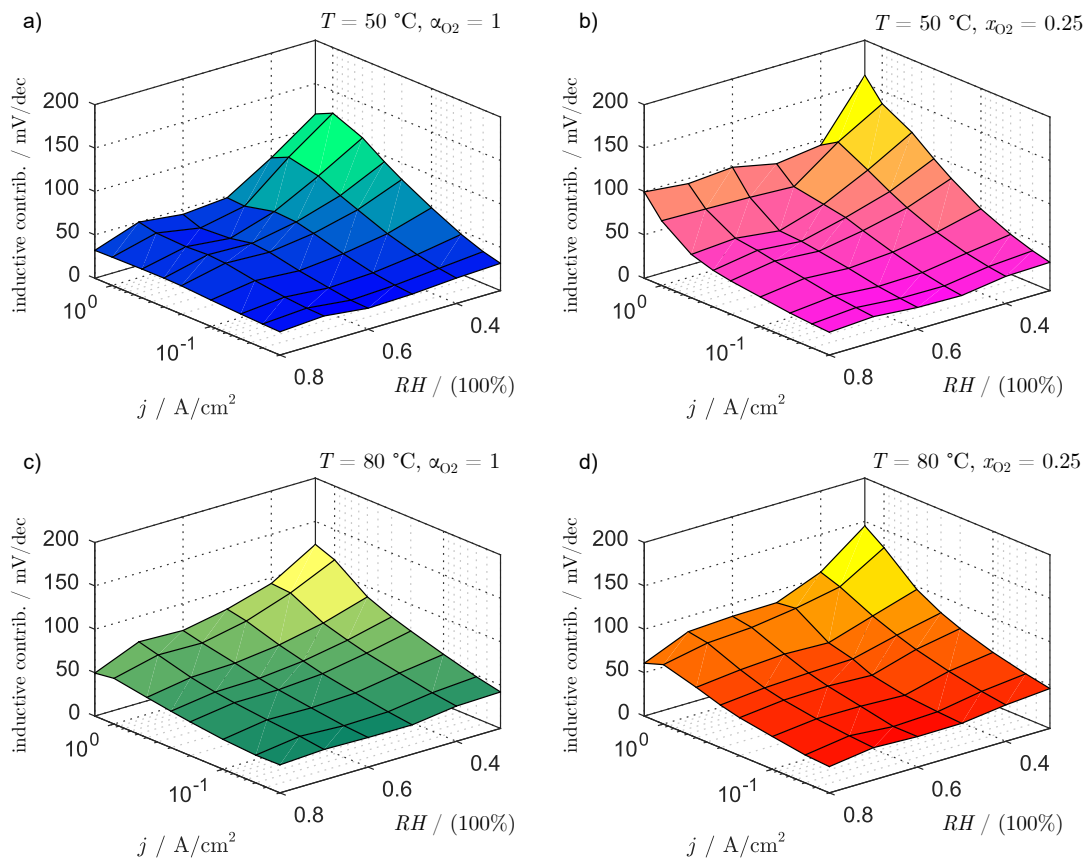 a)
T = 50 °C, α_O2 = 1
inductive contrib. / mV/dec
200
150
100
50
0
10^0
10^-1
j / A/cm^2
0.8
0.6
0.4
RH / (100%)
b)
T = 50 °C, x_O2 = 0.25
inductive contrib. / mV/dec
200
150
100
50
0
10^0
10^-1
j / A/cm^2
0.8
0.6
0.4
RH / (100%)
c)
T = 80 °C, α_O2 = 1
inductive contrib. / mV/dec
200
150
100
50
0
10^0
10^-1
j / A/cm^2
0.8
0.6
0.4
RH / (100%)
d)
T = 80 °C, x_O2 = 0.25
inductive contrib. / mV/dec
200
150
100
50
0
10^0
10^-1
j / A/cm^2
0.8
0.6
0.4
RH / (100%)